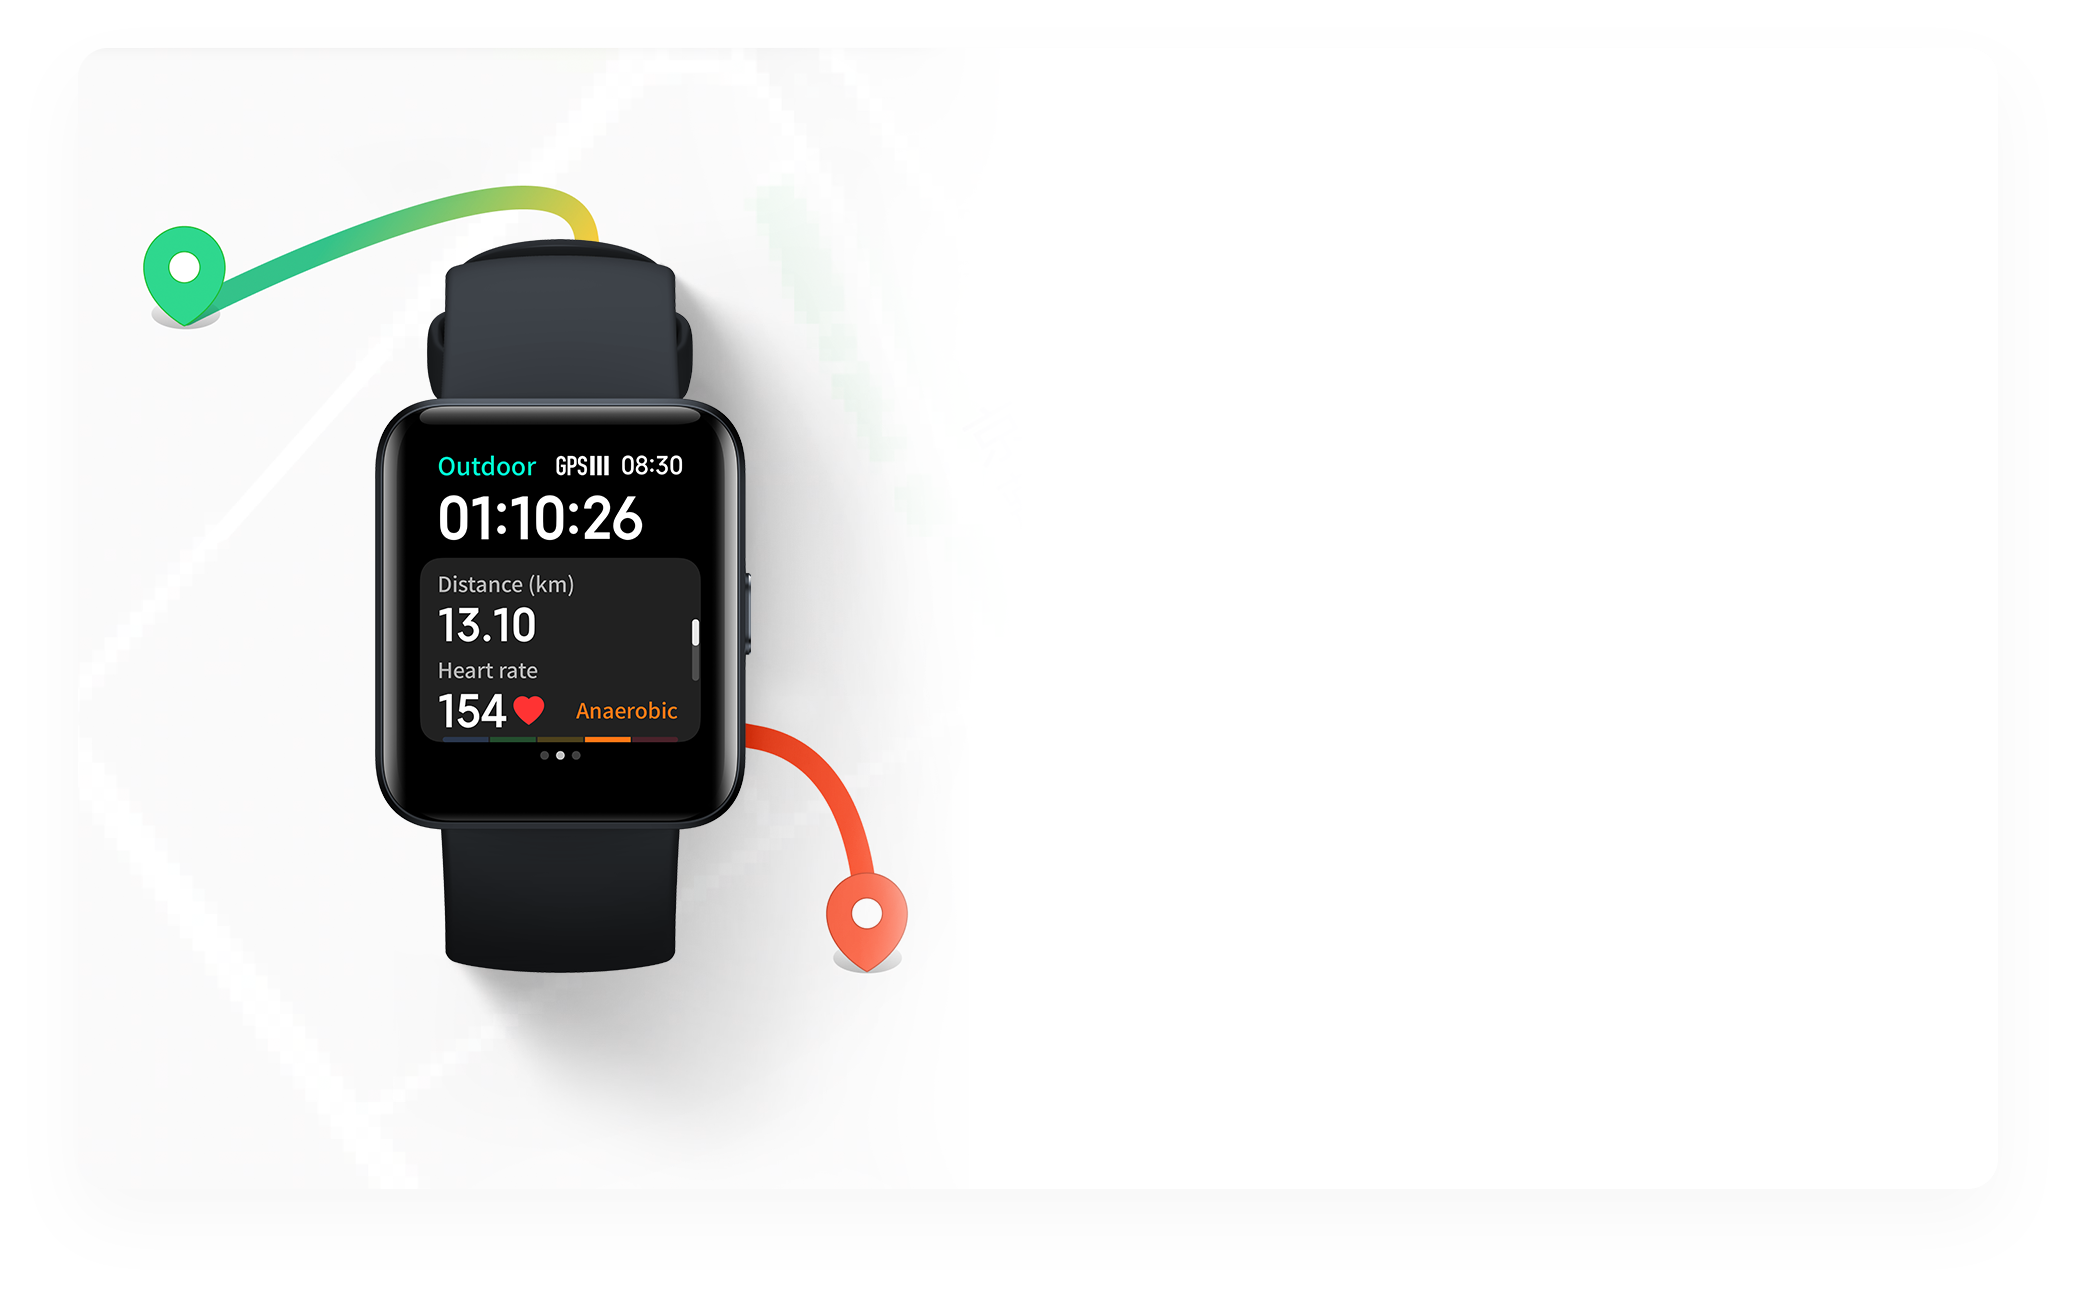 Outdoor GPS 08:30
01:10:26
Distance (km)
13.10
Heart rate
154 Anaerobic